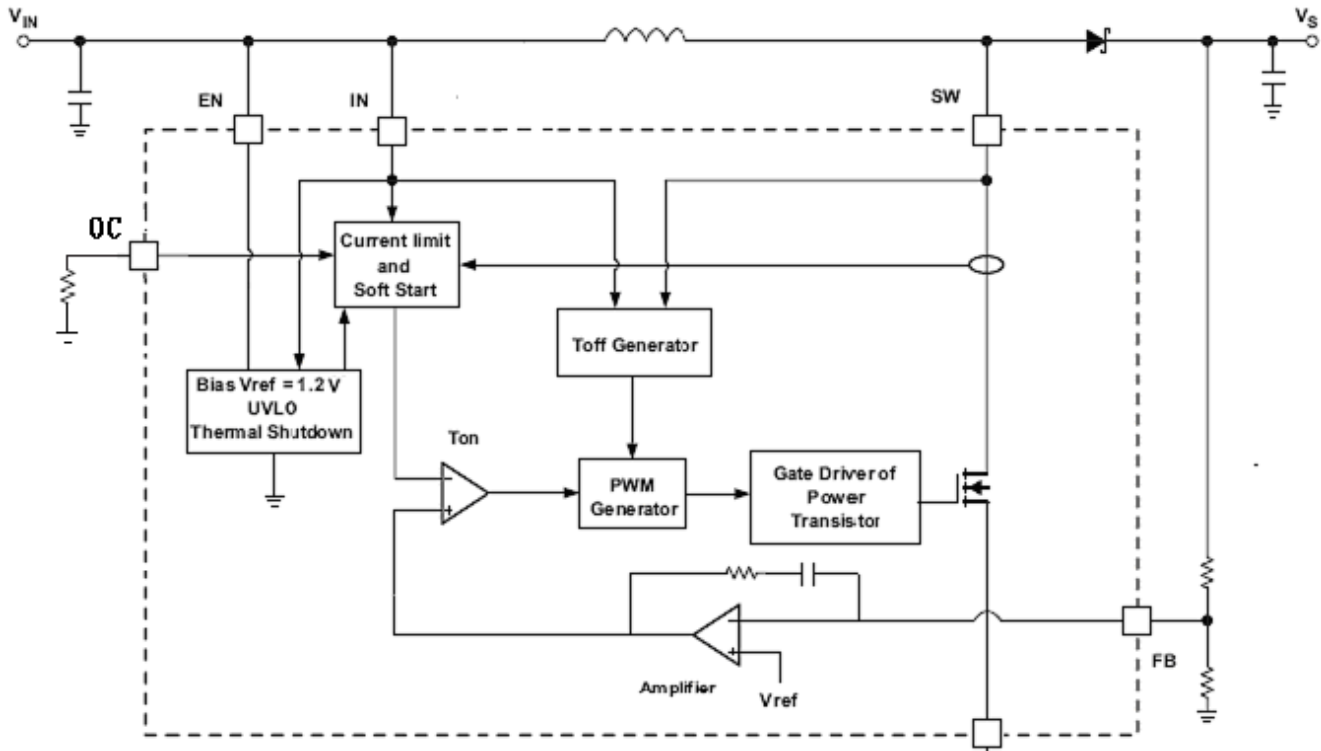 VIN
VS
EN
IN
SW
OC
Current limit
and
Soft Start
Toff Generator
Bias Vref = 1.2 V
UVLO
Thermal Shutdown
Ton
−
+
PWM
Generator
Gate Driver of
Power
Transistor
−
+
FB
Amplifier
Vref